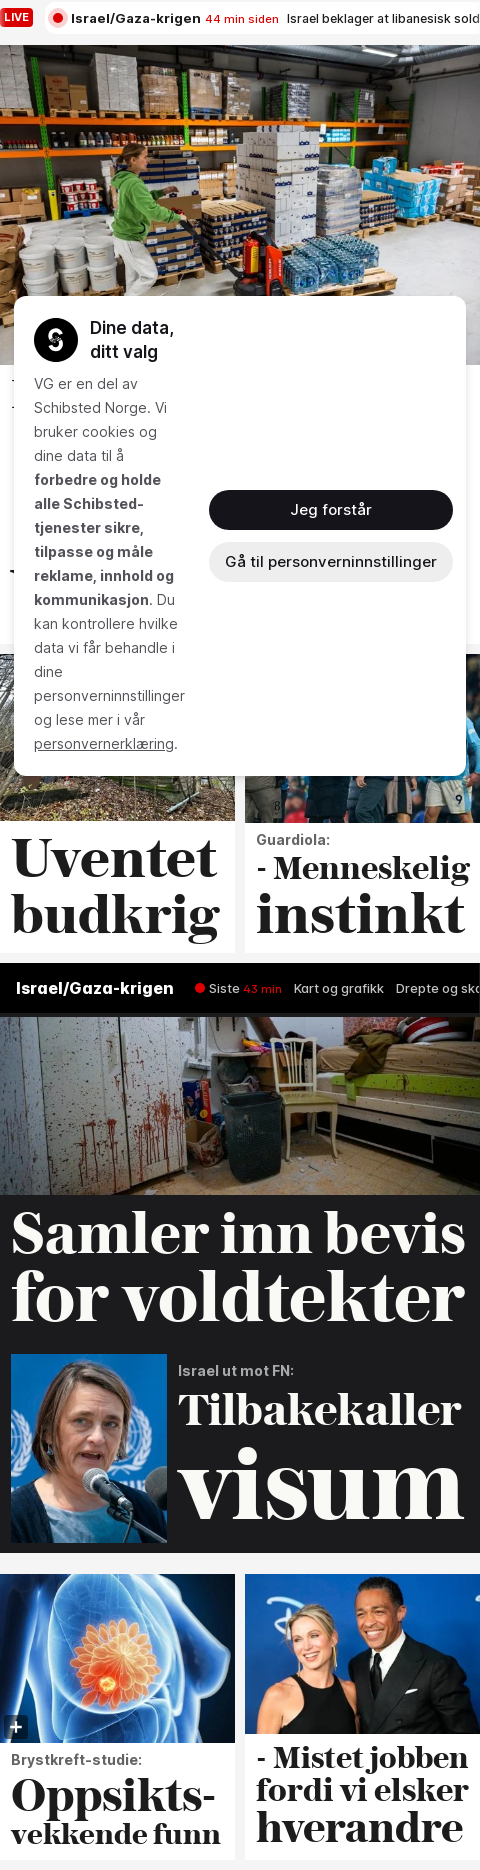 LIVE
Israel/Gaza-krigen 44 min siden Israel beklager at libanesisk sold
Dine data,
ditt valg
VG er en del av
Schibsted Norge. Vi
bruker cookies og
dine data til å
forbedre og holde
alle Schibsted-
tjenester sikre,
tilpasse og måle
reklame, innhold og
kommunikasjon. Du
kan kontrollere hvilke
data vi får behandle i
dine
personverninnstillinger
og lese mer i vår
personvernerklæring.
Jeg forstår
Gå til personverninnstillinger
Uventet
budkrig
Guardiola:
- Menneskelig
instinkt
Israel/Gaza-krigen Siste 43 min Kart og grafikk Drepte og ska
Samler inn bevis
for voldtekter
Israel ut mot FN:
Tilbakekaller
visum
Brystkreft-studie:
Oppsikts-
vekkende funn
- Mistet jobben
fordi vi elsker
hverandre